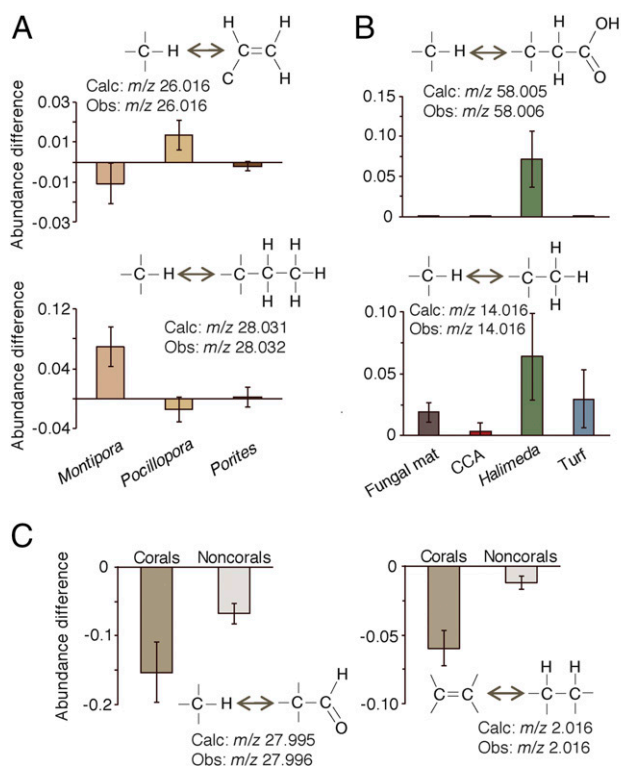 A
C H C C H C H H
Calc: m/z 26.016
Obs: m/z 26.016
Abundance difference
0.03
0.01
-0.01
-0.03
C H C C C H H H H H
Calc: m/z 28.031
Obs: m/z 28.032
Abundance difference
0.12
0.04
-0.04
Montipora Pocillopora Porites
B
C H C C C OH O H H
Calc: m/z 58.005
Obs: m/z 58.006
0.15
0.10
0.05
0
C H C C H H H
Calc: m/z 14.016
Obs: m/z 14.016
0.10
0.05
0
Fungal mat CCA Halimeda Turf
C
Corals Noncorals
Abundance difference
0
-0.1
-0.2
C H C C H O
Calc: m/z 27.995
Obs: m/z 27.996
Corals Noncorals
0
-0.05
-0.10
C=C H H C C
Calc: m/z 2.016
Obs: m/z 2.016